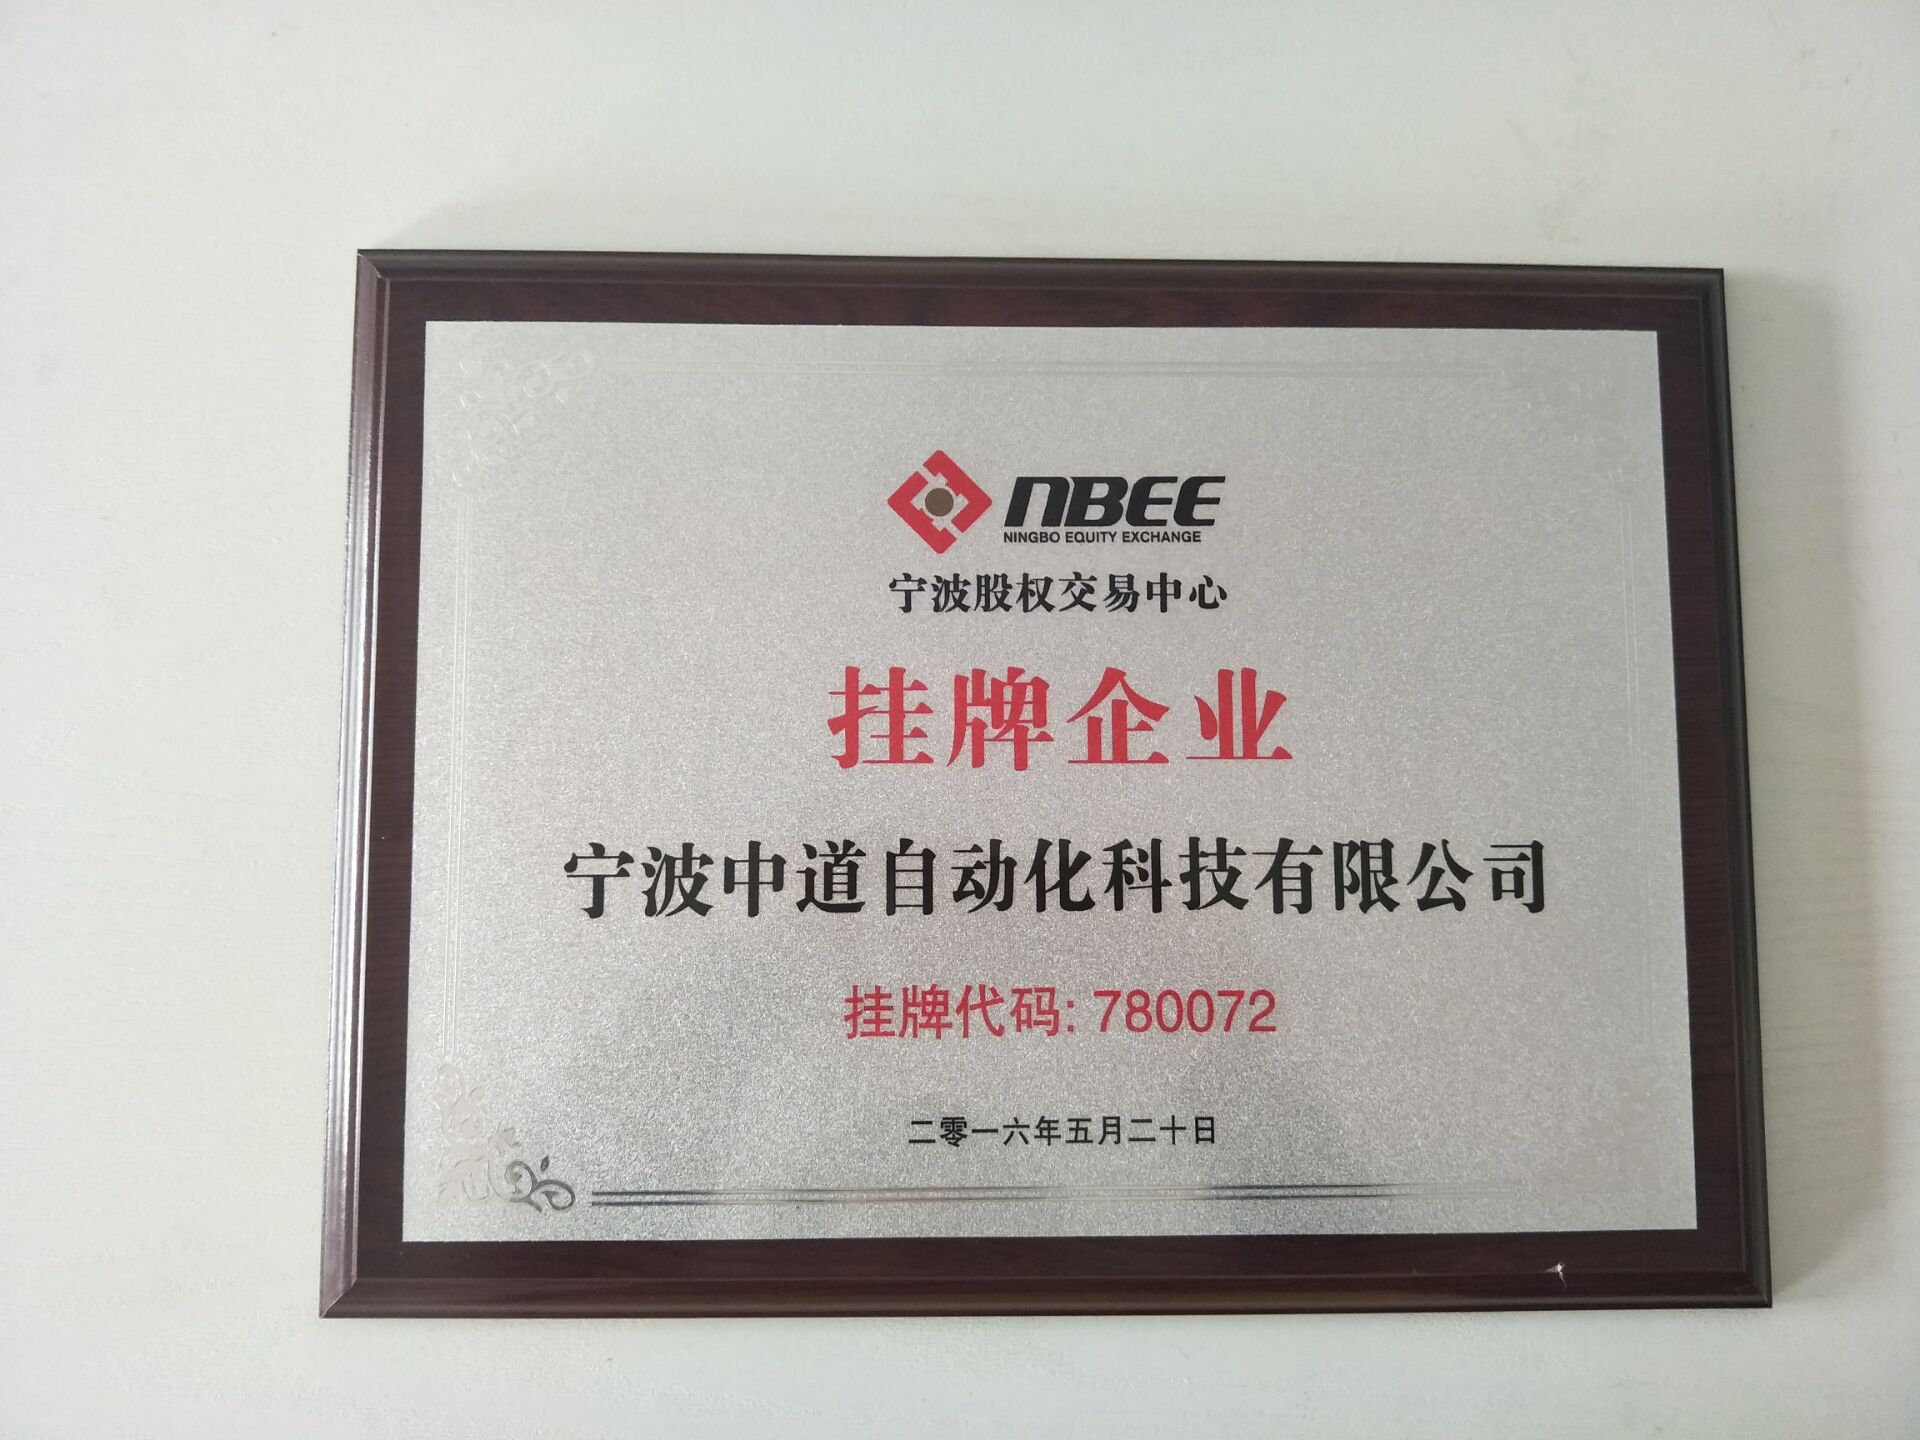 NBEE
NINGBO EQUITY EXCHANGE
宁波股权交易中心
挂牌企业
宁波中道自动化科技有限公司
挂牌代码: 780072
二零一六年五月二十日